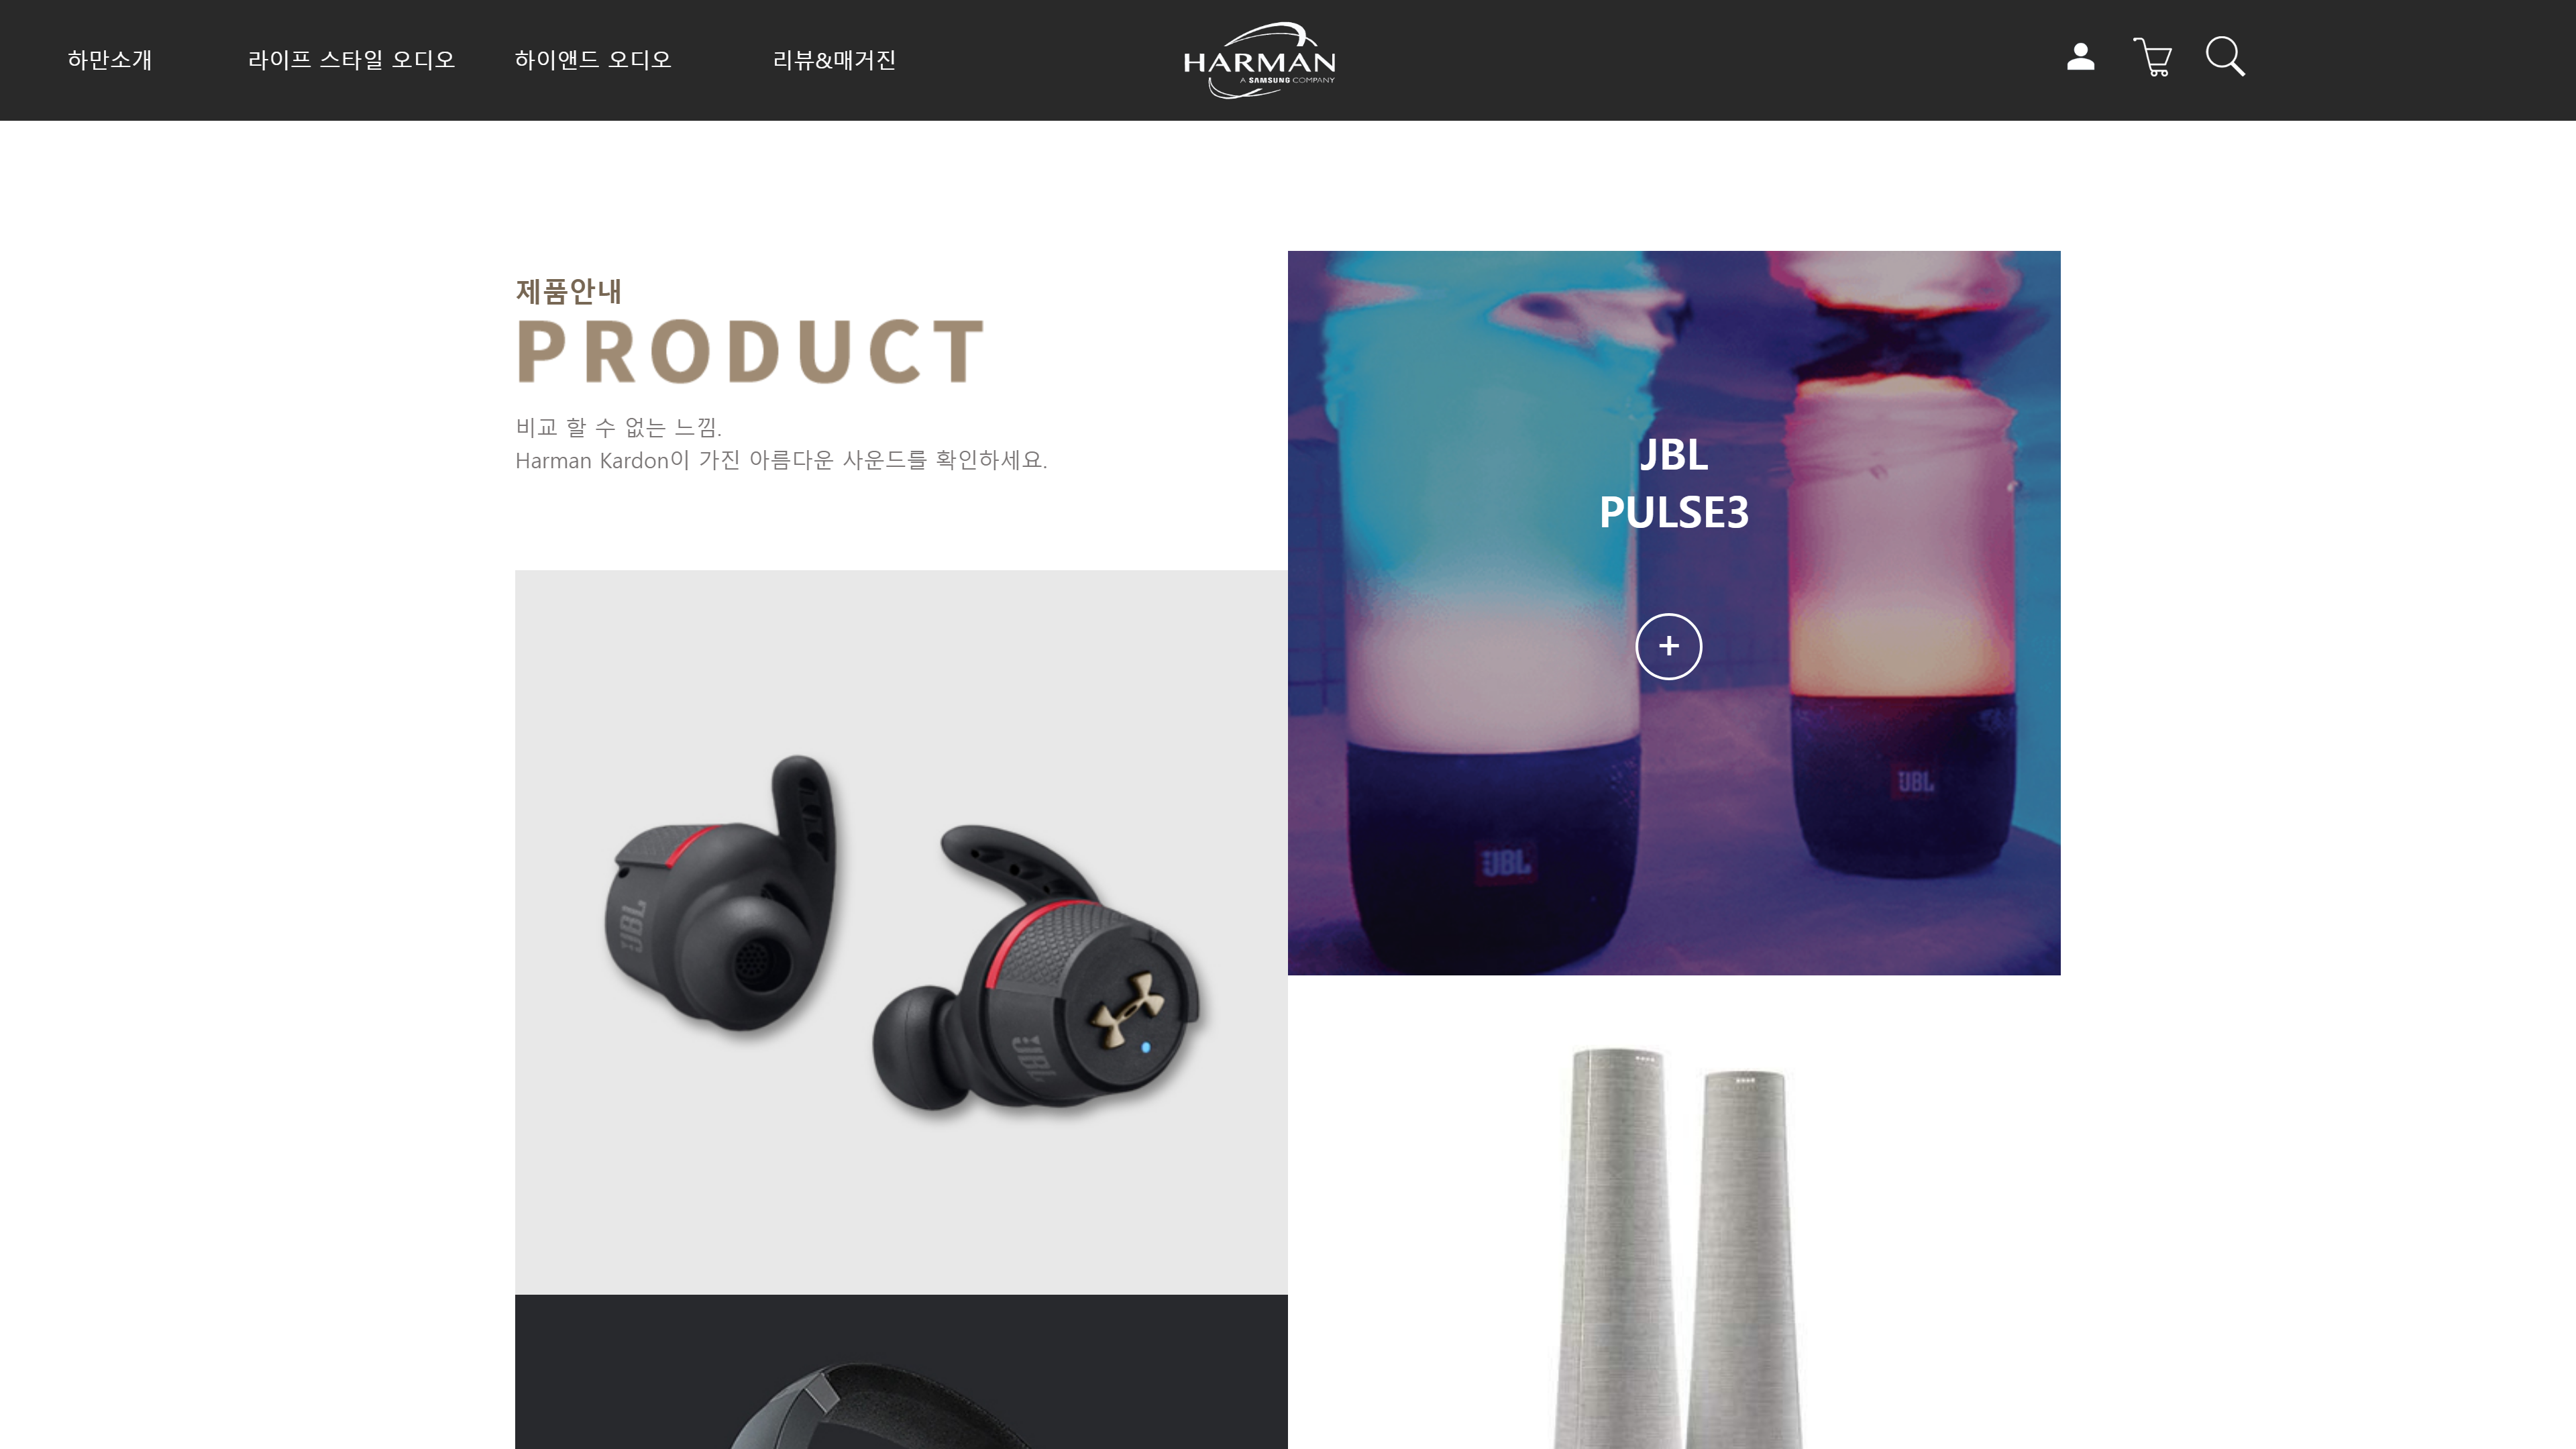 하만소개
라이프 스타일 오디오
하이앤드 오디오
리뷰&매거진
HARMAN
A SAMSUNG COMPANY
제품안내
PRODUCT
비교 할 수 없는 느낌.
Harman Kardon이 가진 아름다운 사운드를 확인하세요.
JBL
PULSE3
+
JBL
JBL
JBL
JBL